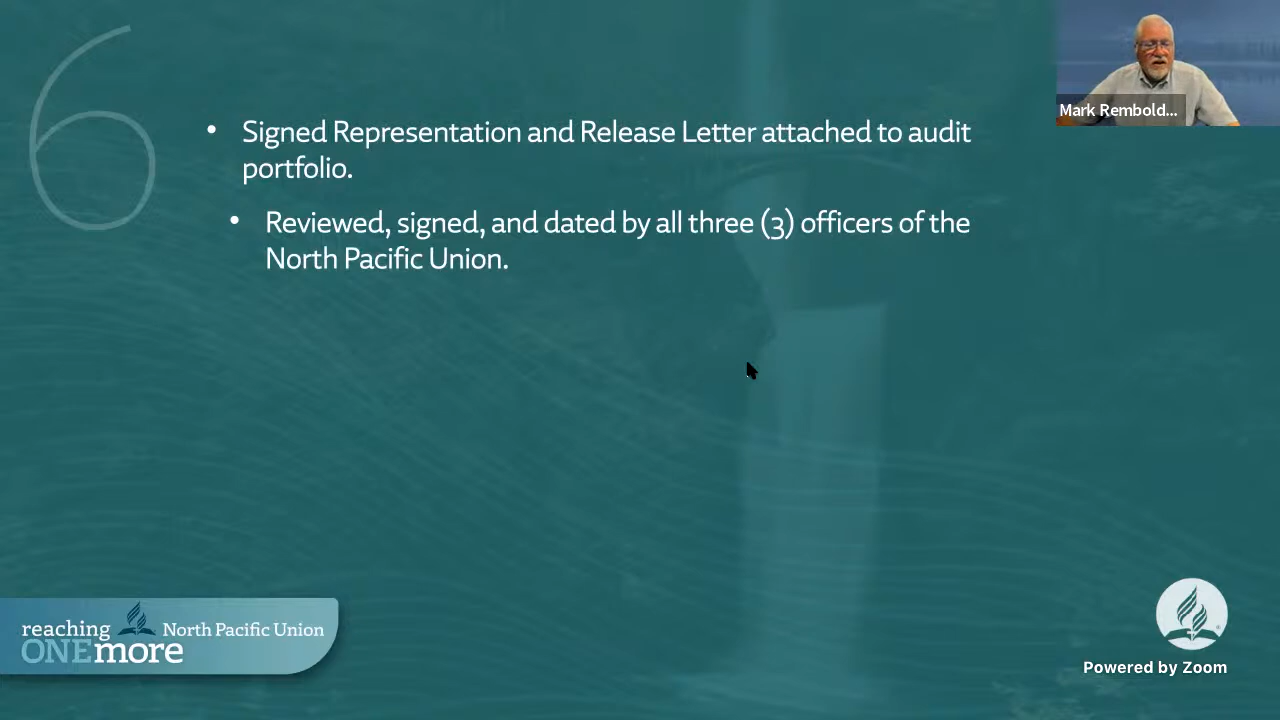 6
Mark Rembold...
• Signed Representation and Release Letter attached to audit
portfolio.
• Reviewed, signed, and dated by all three (3) officers of the
North Pacific Union.
reaching North Pacific Union
ONEmore
Powered by Zoom